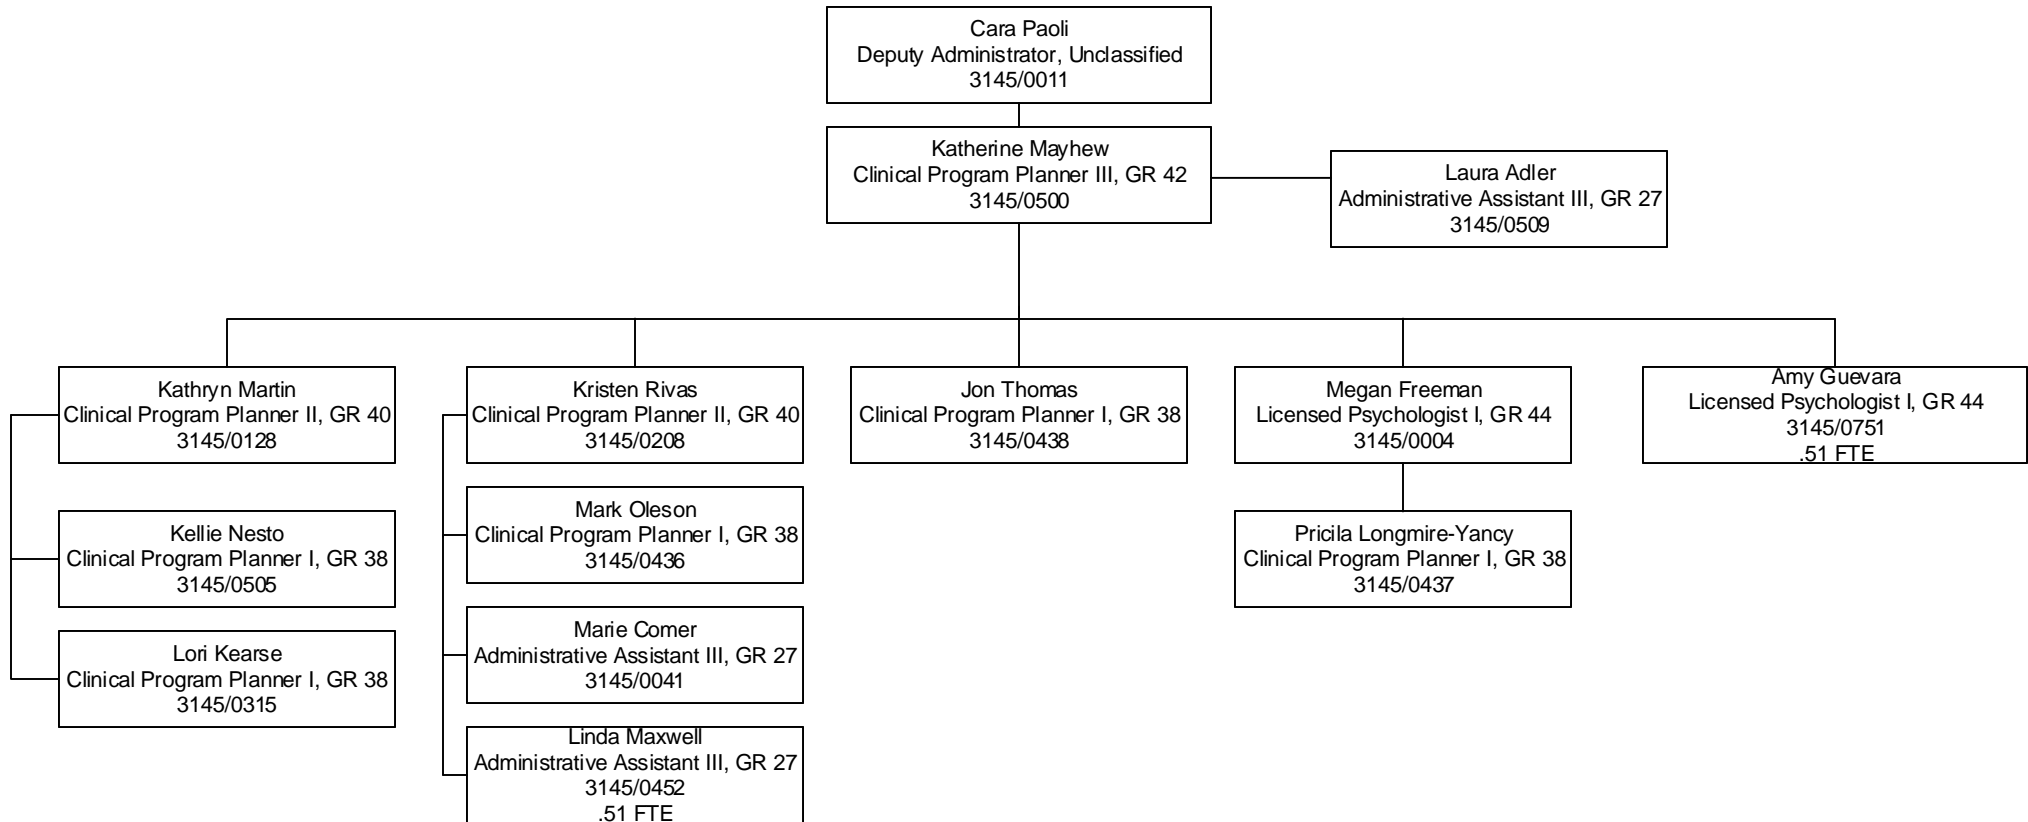 Cara Paoli
Deputy Administrator, Unclassified
3145/0011
Katherine Mayhew
Clinical Program Planner III, GR 42
3145/0500
Laura Adler
Administrative Assistant III, GR 27
3145/0509
Kathryn Martin
Clinical Program Planner II, GR 40
3145/0128
Kellie Nesto
Clinical Program Planner I, GR 38
3145/0505
Lori Kearse
Clinical Program Planner I, GR 38
3145/0315
Kristen Rivas
Clinical Program Planner II, GR 40
3145/0208
Mark Oleson
Clinical Program Planner I, GR 38
3145/0436
Marie Comer
Administrative Assistant III, GR 27
3145/0041
Linda Maxwell
Administrative Assistant III, GR 27
3145/0452
.51 FTE
Jon Thomas
Clinical Program Planner I, GR 38
3145/0438
Megan Freeman
Licensed Psychologist I, GR 44
3145/0004
Pricila Longmire-Yancy
Clinical Program Planner I, GR 38
3145/0437
Amy Guevara
Licensed Psychologist I, GR 44
3145/0751
.51 FTE